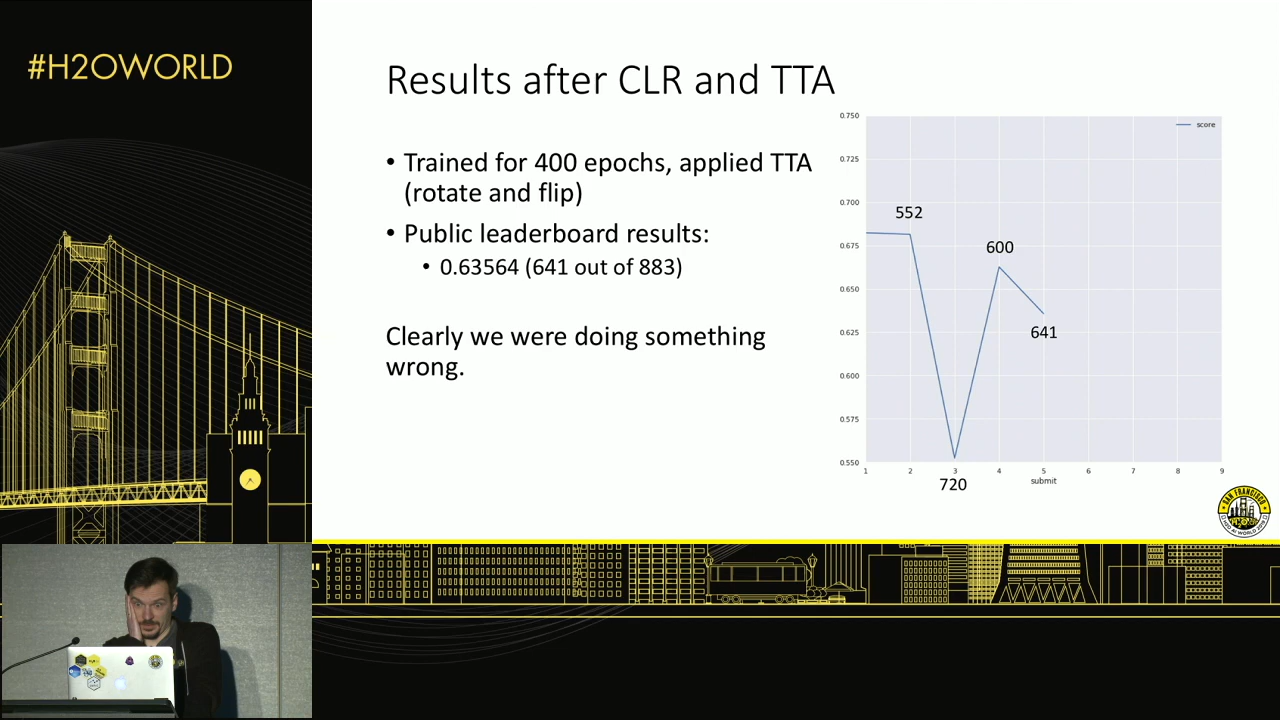 #H2OWORLD
Results after CLR and TTA
• Trained for 400 epochs, applied TTA
(rotate and flip)
• Public leaderboard results:
• 0.63564 (641 out of 883)
Clearly we were doing something
wrong.
0.750
0.725
0.700
0.675
0.650
0.625
0.600
0.575
0.550
score
552
600
641
720
1 2 3 4 5 6 7 8 9
submit
SAN FRANCISCO